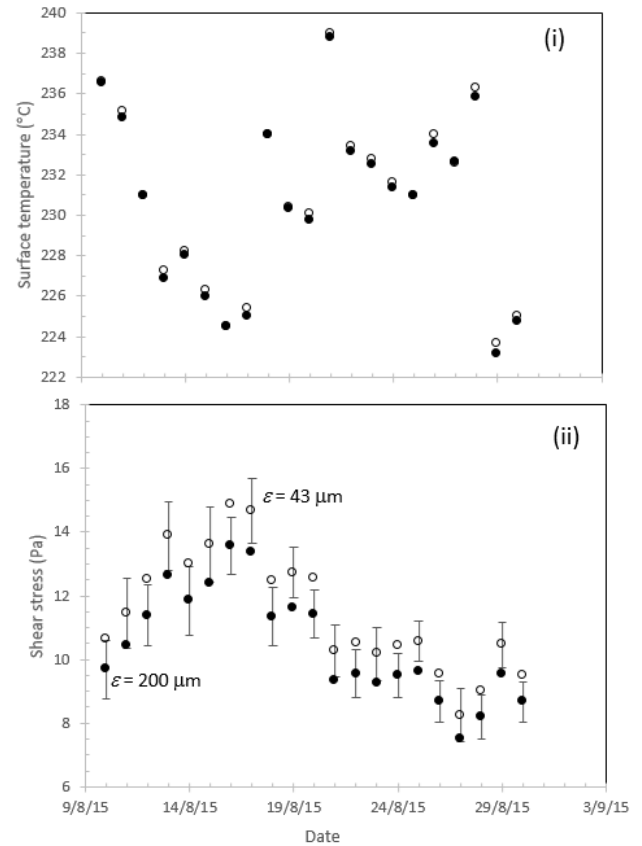 240
238
236
234
232
230
228
226
224
222
Surface temperature (°C)
(i)
18
16
14
12
10
8
6
Shear stress (Pa)
(ii)
ε = 43 µm
ε = 200 µm
9/8/15 14/8/15 19/8/15 24/8/15 29/8/15 3/9/15
Date